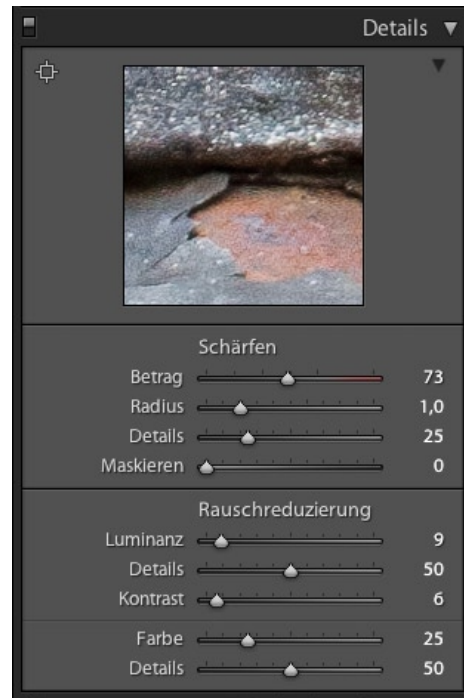 Details
Schärfen
Betrag 73
Radius 1,0
Details 25
Maskieren 0
Rauschreduzierung
Luminanz 9
Details 50
Kontrast 6
Farbe 25
Details 50